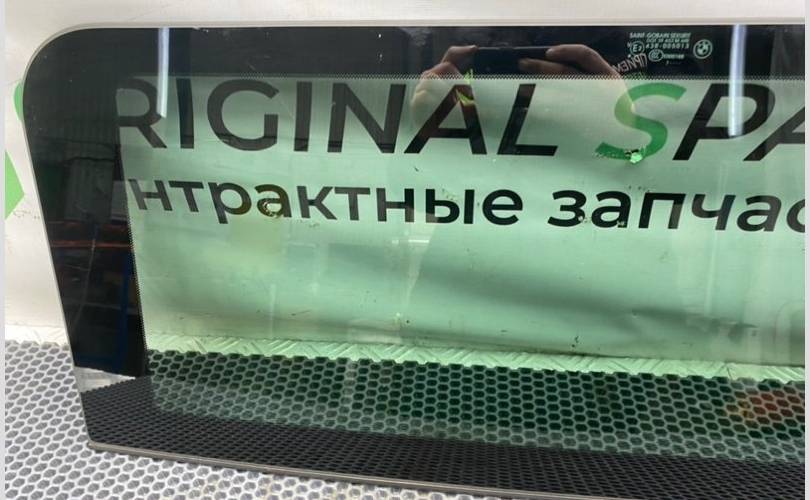 SAINT-GOBAIN SEKURIT
RIGINAL SPA
нтрактные запчас